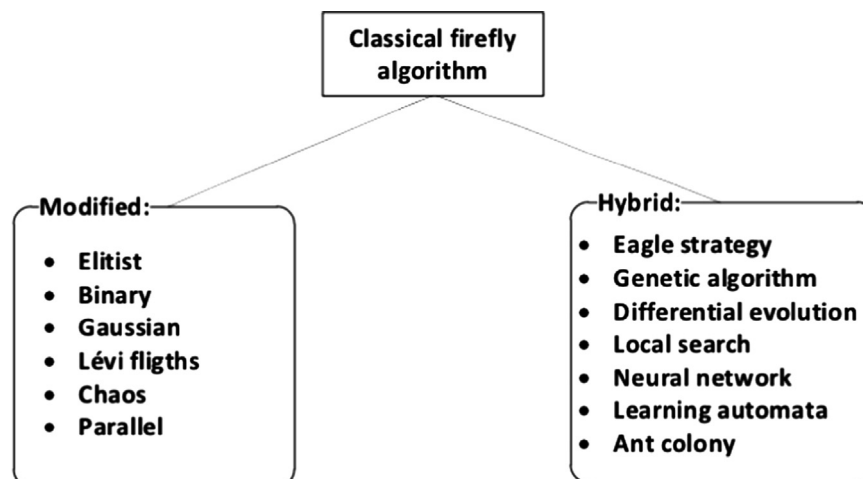 Classical firefly
algorithm
Modified:
• Elitist
• Binary
• Gaussian
• Lévi fligths
• Chaos
• Parallel
Hybrid:
• Eagle strategy
• Genetic algorithm
• Differential evolution
• Local search
• Neural network
• Learning automata
• Ant colony